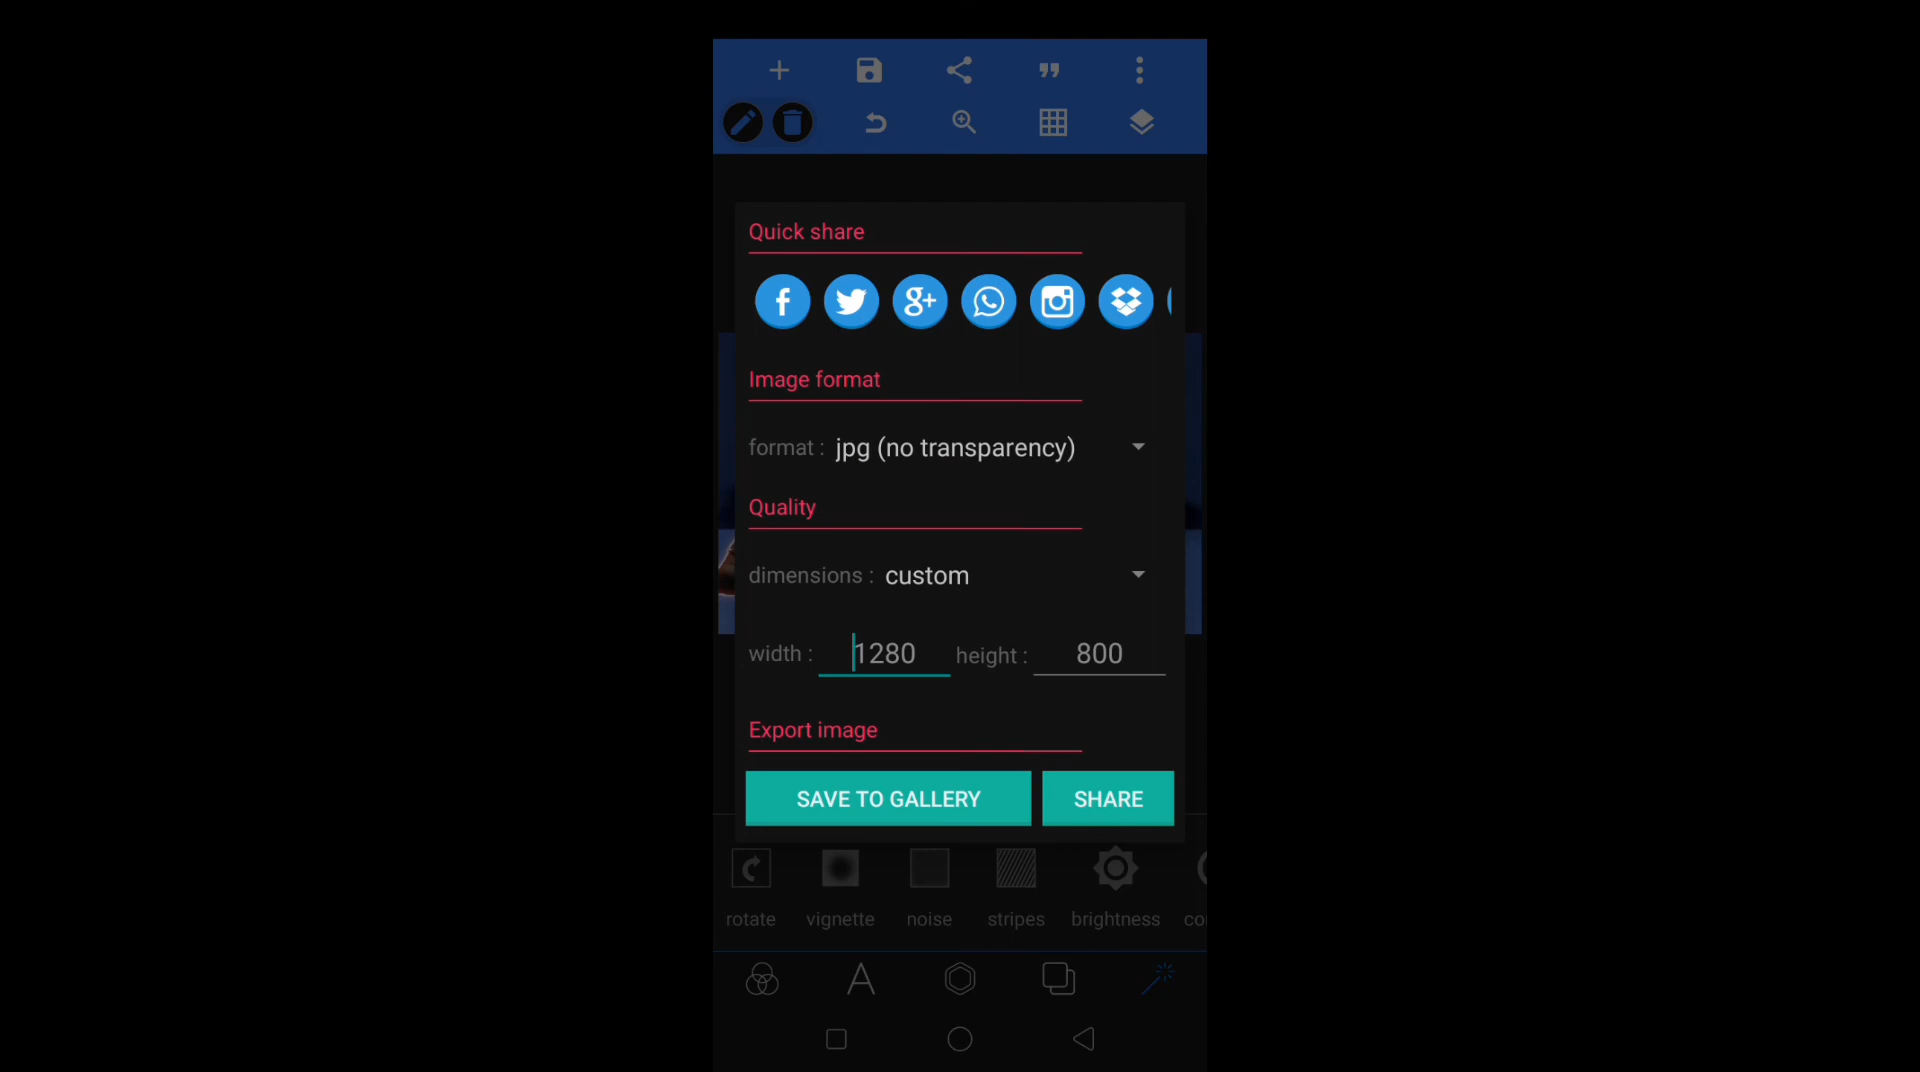 Quick share
Image format
format : jpg (no transparency)
Quality
dimensions : custom
width : 1280 height : 800
Export image
SAVE TO GALLERY SHARE
rotate vignette noise stripes brightness